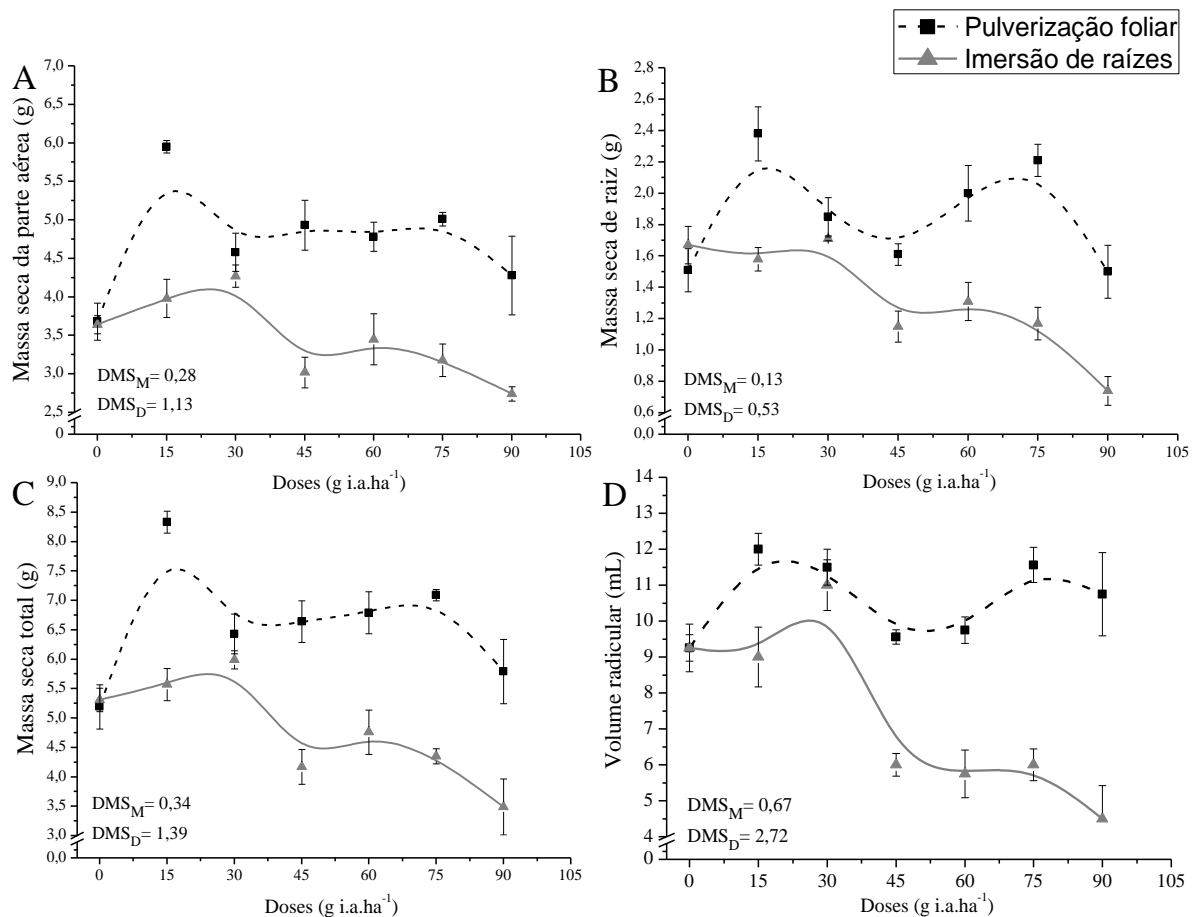 Pulverização foliar
Imersão de raízes
A
Massa seca da parte aérea (g)
7,0
6,5
6,0
5,5
5,0
4,5
4,0
3,5
3,0
2,5
0
DMS_M= 0,28
DMS_D= 1,13
0 15 30 45 60 75 90 105
Doses (g i.a.ha⁻¹)
B
Massa seca de raiz (g)
2,8
2,6
2,4
2,2
2,0
1,8
1,6
1,4
1,2
1,0
0,8
0,6
0,4
DMS_M= 0,13
DMS_D= 0,53
0 15 30 45 60 75 90 105
Doses (g i.a.ha⁻¹)
C
Massa seca total (g)
9,0
8,5
8,0
7,5
7,0
6,5
6,0
5,5
5,0
4,5
4,0
3,5
3,0
0,0
DMS_M= 0,34
DMS_D= 1,39
0 15 30 45 60 75 90 105
Doses (g i.a.ha⁻¹)
D
Volume radicular (mL)
14
13
12
11
10
9
8
7
6
5
4
0
DMS_M= 0,67
DMS_D= 2,72
0 15 30 45 60 75 90 105
Doses (g i.a.ha⁻¹)